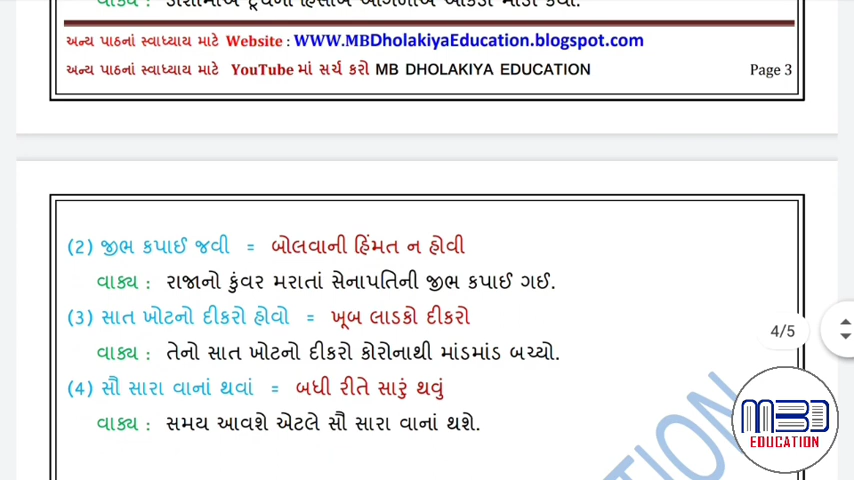 અન્ય પાઠનાં સ્વાધ્યાય માટે Website : WWW.MBDholakiyaEducation.blogspot.com
અન્ય પાઠનાં સ્વાધ્યાય માટે YouTube માં સર્ચ કરો MB DHOLAKIYA EDUCATION Page 3
(2) જીભ કપાઈ જવી = બોલવાની હિંમત ન હોવી
વાક્ય : રાજાનો કુંવર મરાતાં સેનાપતિની જીભ કપાઈ ગઈ.
(3) સાત ખોટનો દીકરો હોવો = ખૂબ લાડકો દીકરો
વાક્ય : તેનો સાત ખોટનો દીકરો કોરોનાથી માંડમાંડ બચ્યો.
4/5
(4) સૌ સારા વાનાં થવાં = બધી રીતે સારું થવું
વાક્ય : સમય આવશે એટલે સૌ સારા વાનાં થશે.
MBD
EDUCATION